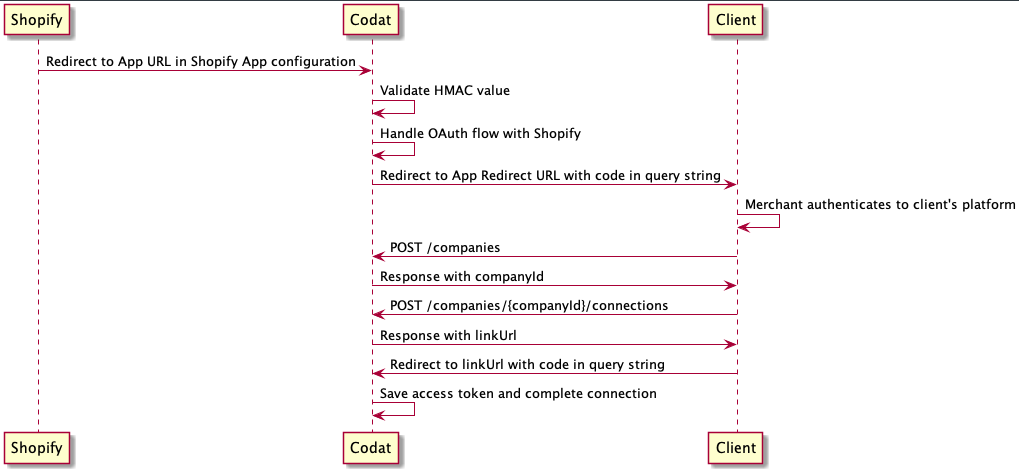 Shopify Codat Client
Redirect to App URL in Shopify App configuration
Validate HMAC value
Handle OAuth flow with Shopify
Redirect to App Redirect URL with code in query string
Merchant authenticates to client's platform
POST /companies
Response with companyId
POST /companies/{companyId}/connections
Response with linkUrl
Redirect to linkUrl with code in query string
Save access token and complete connection
Shopify Codat Client